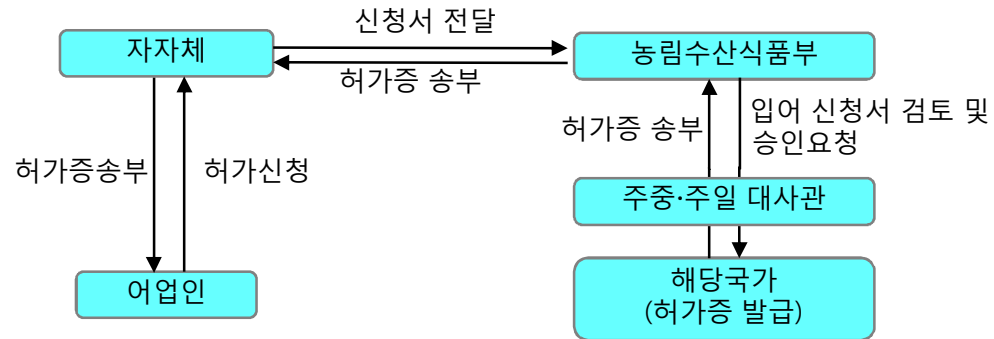 신청서 전달
자자체
농림수산식품부
허가증 송부
허가증 송부
입어 신청서 검토 및
승인요청
허가증송부
허가신청
주중·주일 대사관
어업인
해당국가
(허가증 발급)